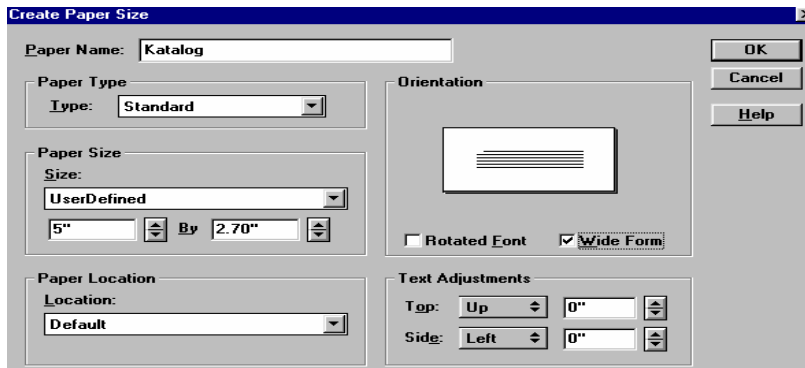 Create Paper Size
Paper Name: Katalog
OK
Paper Type
Type: Standard
Orientation
Cancel
Help
Paper Size
Size:
UserDefined
5" By 2.70"
Rotated Font Wide Form
Paper Location
Location:
Default
Text Adjustments
Top: Up 0"
Side: Left 0"